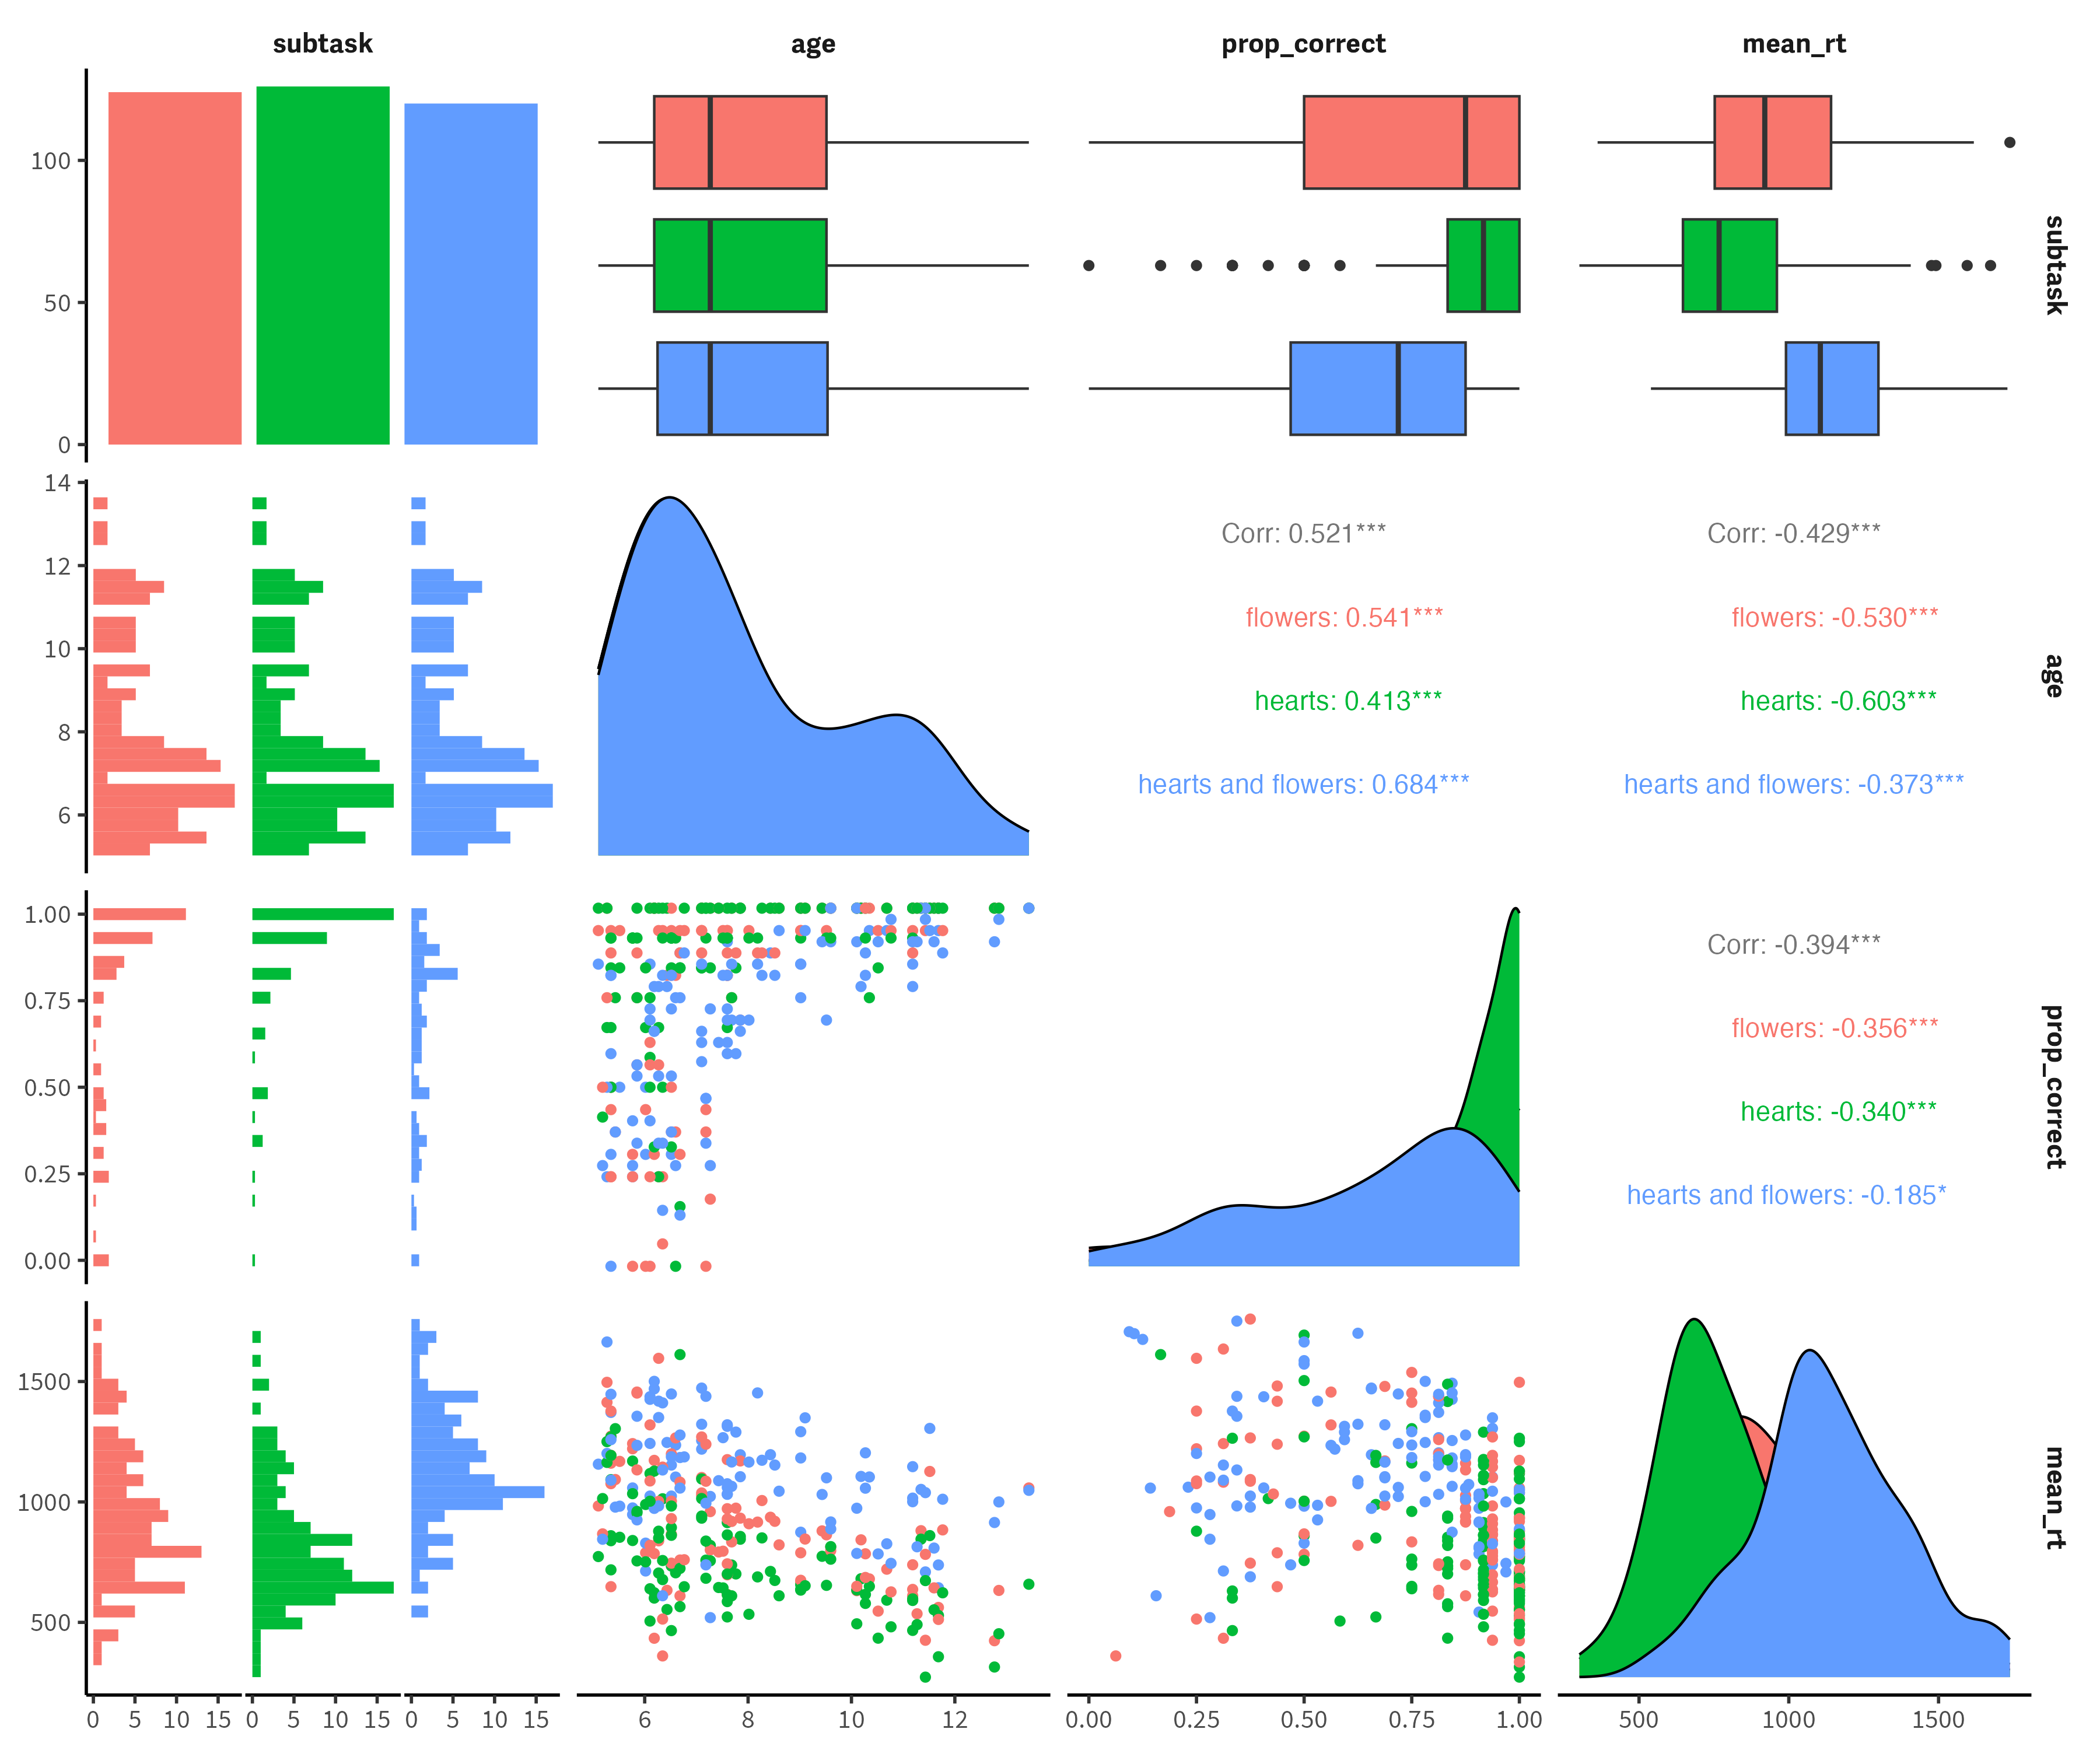 subtask age prop_correct mean_rt
100
50
0
subtask
14
12
10
8
6
Corr: 0.521***
flowers: 0.541***
hearts: 0.413***
hearts and flowers: 0.684***
Corr: -0.429***
flowers: -0.530***
hearts: -0.603***
hearts and flowers: -0.373***
age
1.00
0.75
0.50
0.25
0.00
Corr: -0.394***
flowers: -0.356***
hearts: -0.340***
hearts and flowers: -0.185*
prop_correct
1500
1000
500
mean_rt
0 5 10 15 0 5 10 15 0 5 10 15 6 8 10 12 0.00 0.25 0.50 0.75 1.00 500 1000 1500